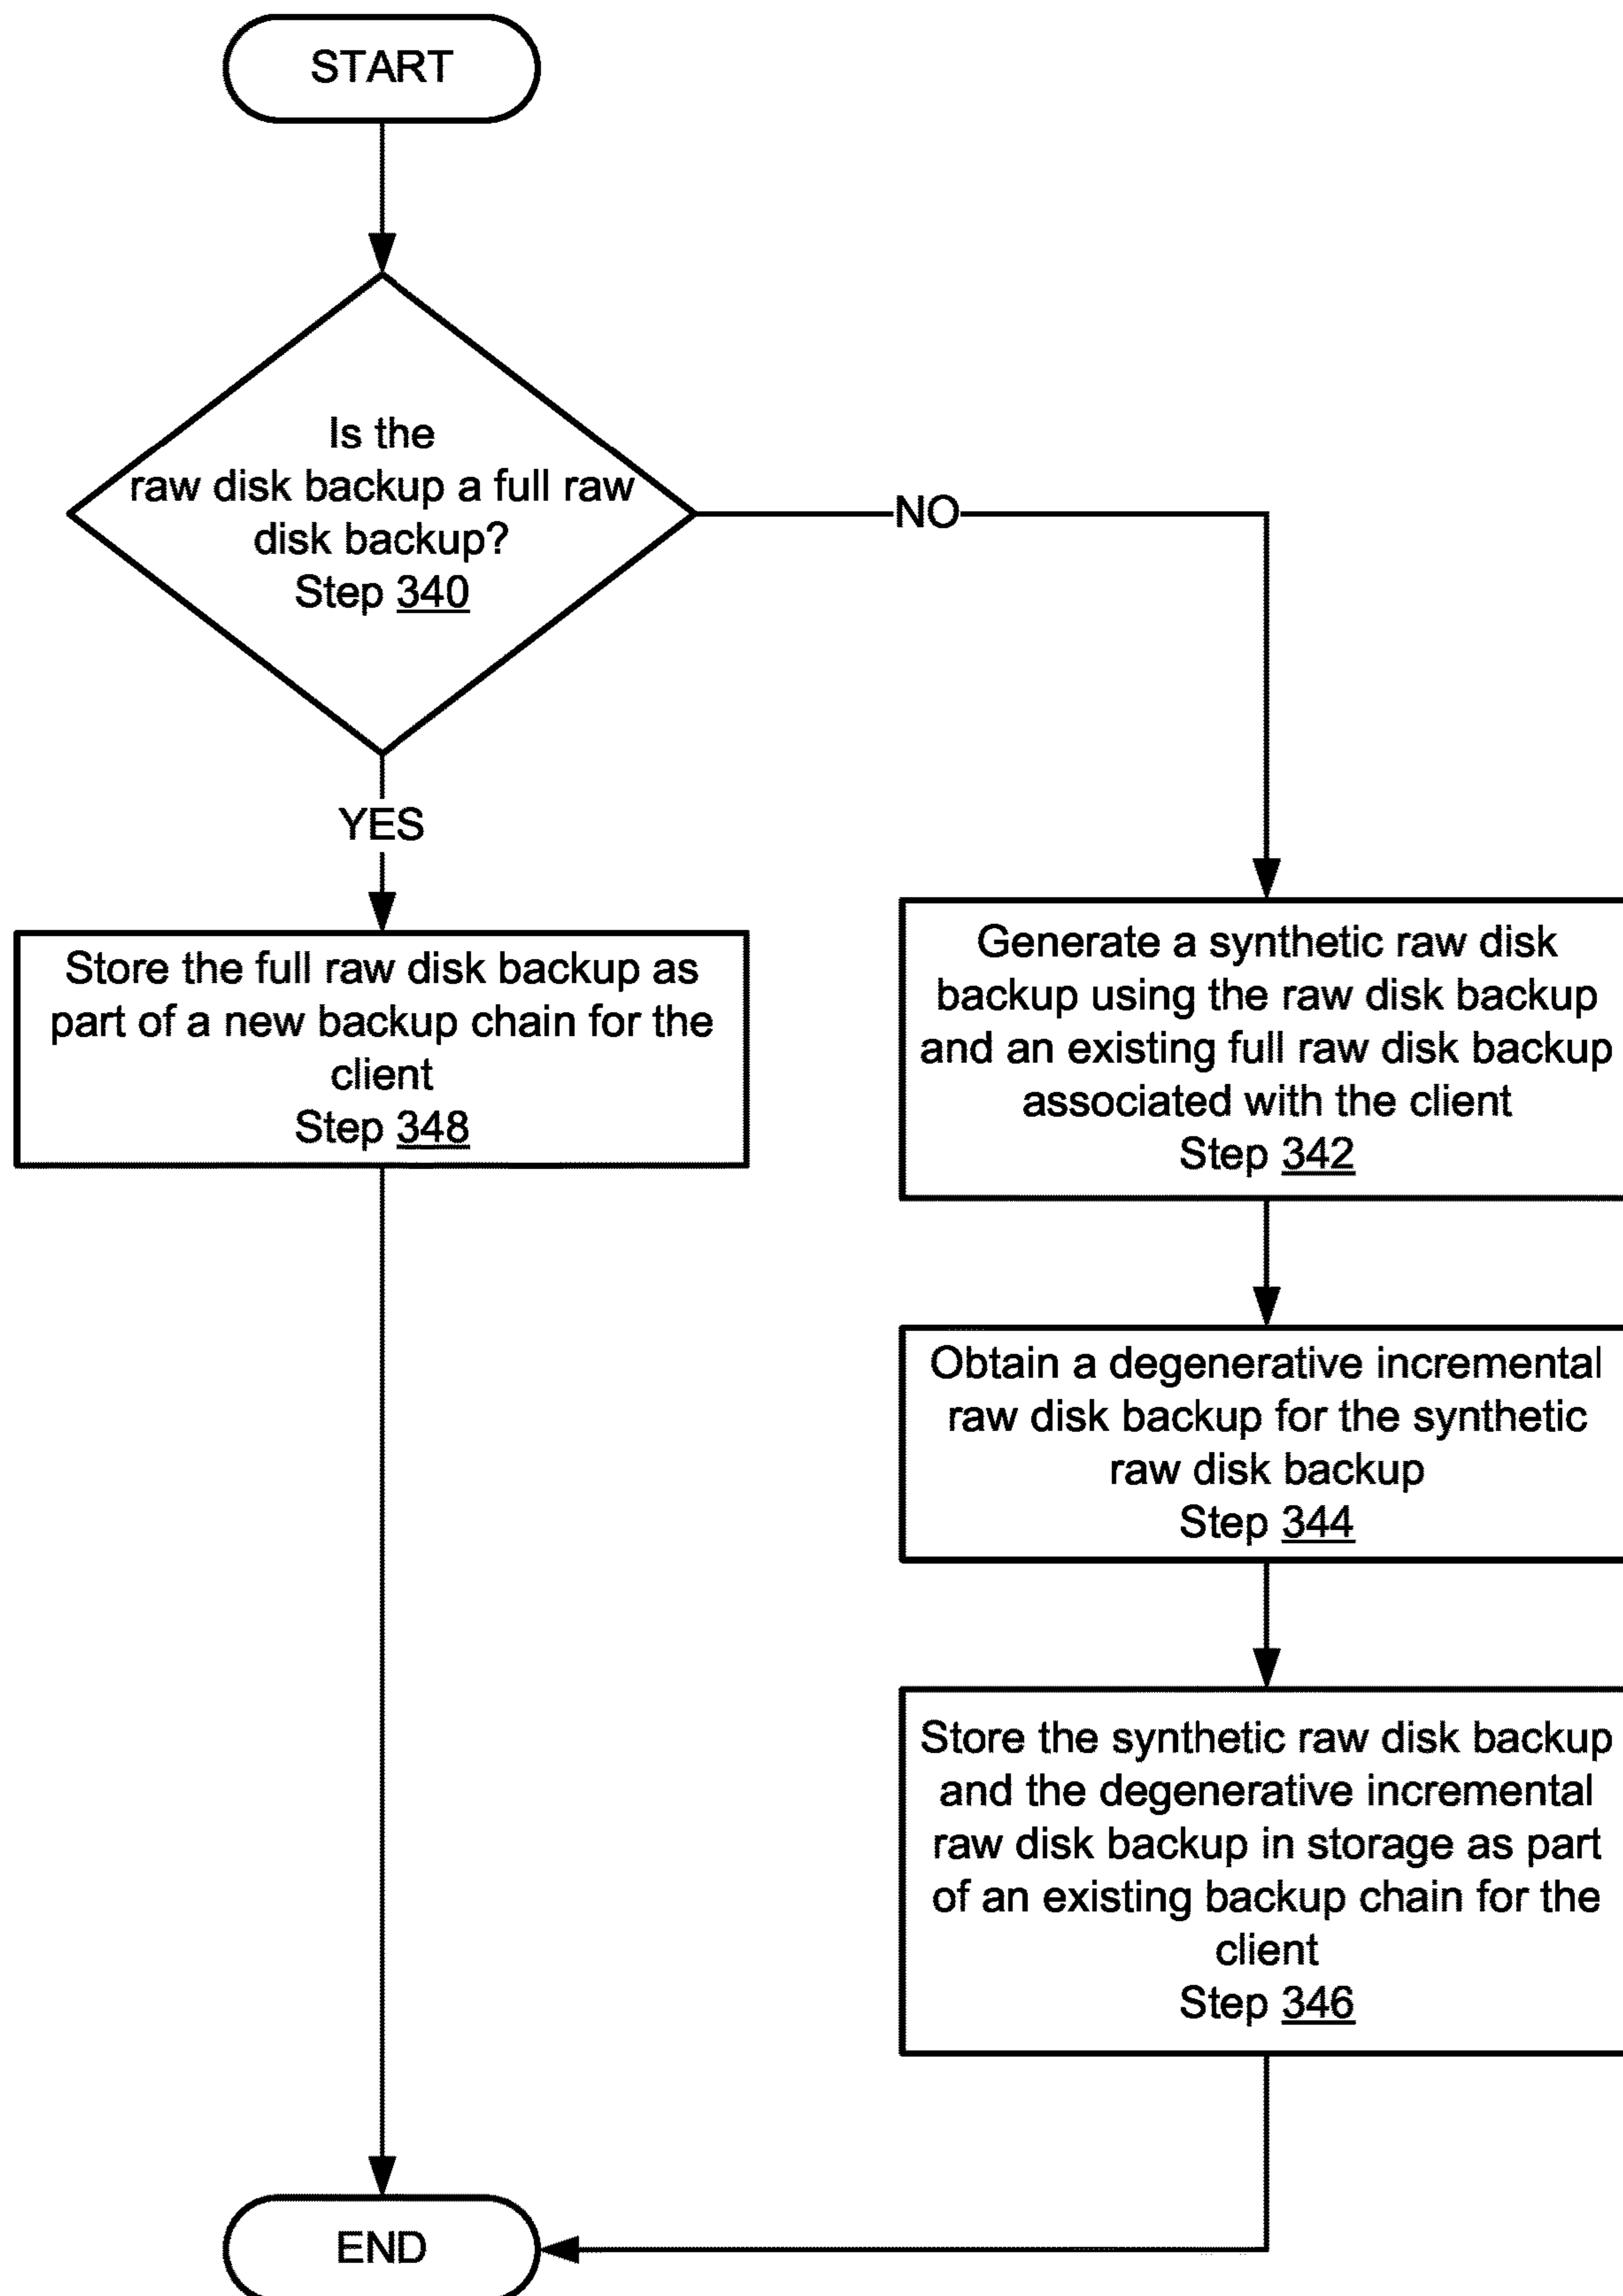 START
Is the
raw disk backup a full raw
disk backup?
Step 340
NO
YES
Store the full raw disk backup as
part of a new backup chain for the
client
Step 348
Generate a synthetic raw disk
backup using the raw disk backup
and an existing full raw disk backup
associated with the client
Step 342
Obtain a degenerative incremental
raw disk backup for the synthetic
raw disk backup
Step 344
Store the synthetic raw disk backup
and the degenerative incremental
raw disk backup in storage as part
of an existing backup chain for the
client
Step 346
END